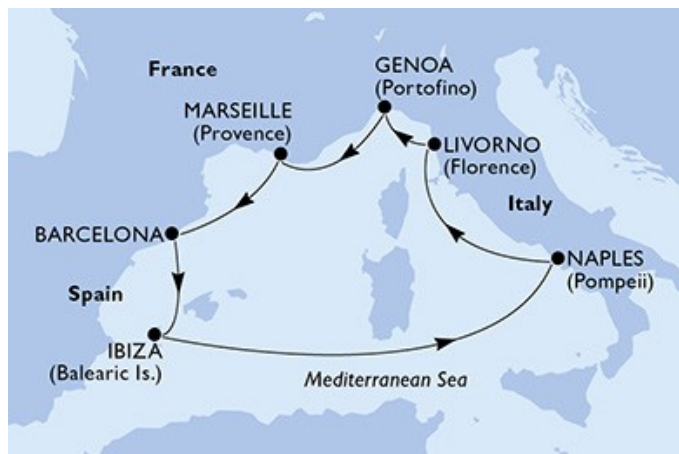 France
GENOA
(Portofino)
MARSEILLE
(Provence)
LIVORNO
(Florence)
Italy
BARCELONA
NAPLES
(Pompeii)
Spain
IBIZA
(Balearic Is.)
Mediterranean Sea